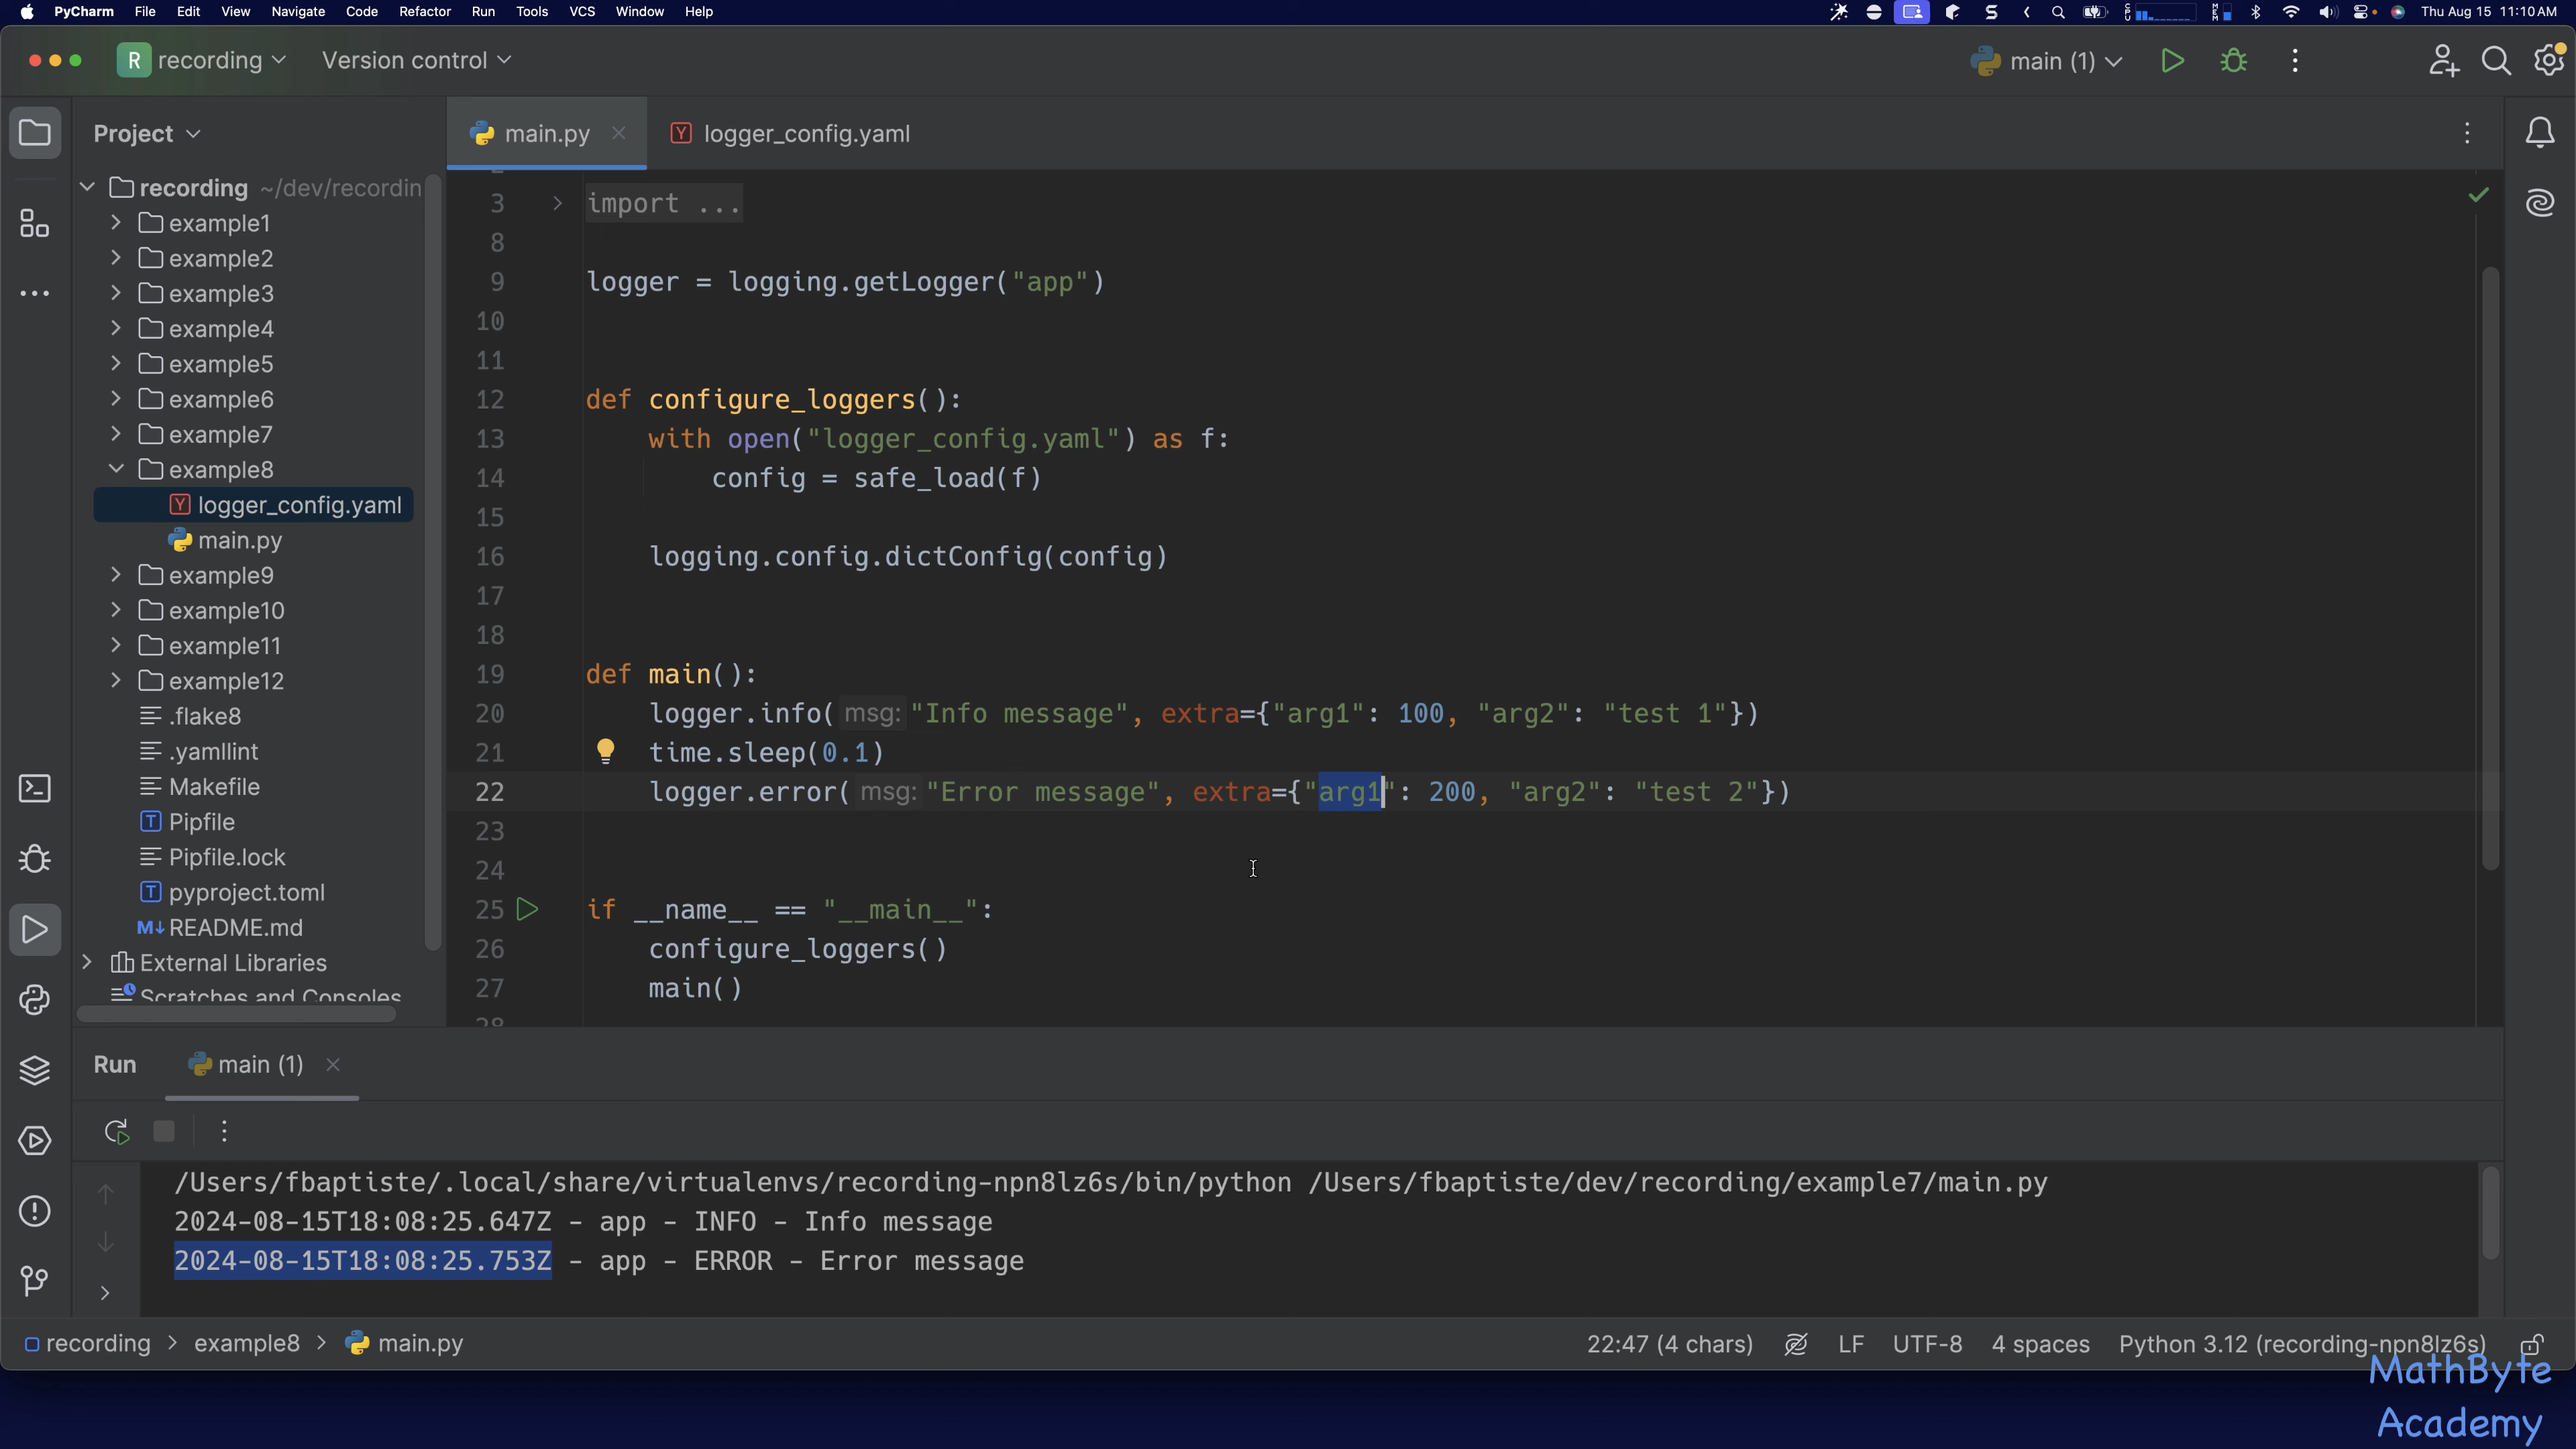 PyCharm File Edit View Navigate Code Refactor Run Tools VCS Window Help Thu Aug 15 11:10 AM
R recording Version control main (1)
Project main.py logger_config.yaml
recording ~/dev/recordin
example1
example2
example3
example4
example5
example6
example7
example8
logger_config.yaml
main.py
example9
example10
example11
example12
.flake8
.yamllint
Makefile
Pipfile
Pipfile.lock
pyproject.toml
README.md
External Libraries
Scratches and Consoles
3 import ...
8
9 logger = logging.getLogger("app")
10
11
12 def configure_loggers():
13 with open("logger_config.yaml") as f:
14 config = safe_load(f)
15
16 logging.config.dictConfig(config)
17
18
19 def main():
20 logger.info( msg: "Info message", extra={"arg1": 100, "arg2": "test 1"})
21 time.sleep(0.1)
22 logger.error( msg: "Error message", extra={"arg1": 200, "arg2": "test 2"})
23
24
25 if __name__ == "__main__":
26 configure_loggers()
27 main()
28
Run main (1)
/Users/fbaptiste/.local/share/virtualenvs/recording-npn8lz6s/bin/python /Users/fbaptiste/dev/recording/example7/main.py
2024-08-15T18:08:25.647Z - app - INFO - Info message
2024-08-15T18:08:25.753Z - app - ERROR - Error message
recording > example8 > main.py 22:47 (4 chars) LF UTF-8 4 spaces Python 3.12 (recording-npn8lz6s)
MathByte
Academy